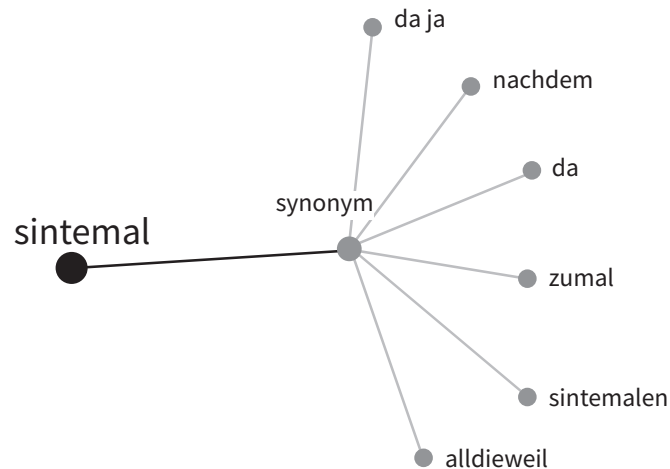 da ja
nachdem
da
synonym
sintemal
zumal
sintemalen
alldieweil